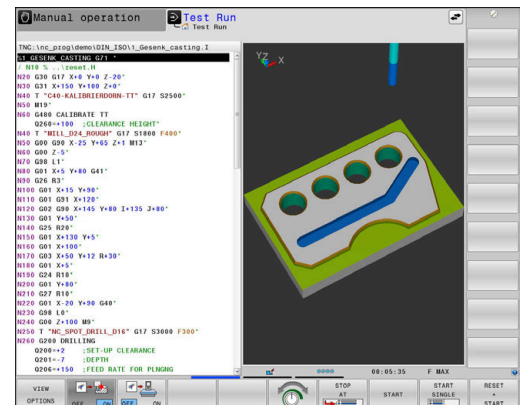 Manual operation
Test Run
Test Run
TNC:\nc_prog\demo\DIN_ISO\1_Gesenk_casting.I
%1_GESENK_CASTING G71 *
/ N10 % ..\reset.H
N20 G30 G17 X+0 Y+0 Z-20*
N30 G31 X+150 Y+100 Z+0*
N40 T "C40-KALIBRIERDORN-TT" G17 S2500*
N50 M19*
N60 G480 CALIBRATE TT
Q260=+100 ;CLEARANCE HEIGHT*
N40 T "MILL_D24_ROUGH" G17 S1800 F400*
N50 G00 G90 X-25 Y+65 Z+1 M13*
N60 G00 Z-5*
N70 G98 L1*
N80 G01 X+5 Y+80 G41*
N90 G26 R3*
N100 G01 X+15 Y+90*
N110 G01 G91 X+120*
N120 G02 G90 X+145 Y+80 I+135 J+80*
N130 G01 Y+50*
N140 G25 R20*
N150 G01 X+130 Y+5*
N160 G01 X+100*
N170 G03 X+50 Y+12 R+30*
N180 G01 X+5*
N190 G24 R10*
N200 G01 Y+80*
N210 G27 R10*
N220 G01 X-20 Y+90 G40*
N230 G98 L0*
N240 G00 Z+100 M9*
N250 T "NC_SPOT_DRILL_D16" G17 S3000 F300*
N260 G200 DRILLING
Q200=+2 ;SET-UP CLEARANCE
Q201=-7 ;DEPTH
Q206=+150 ;FEED RATE FOR PLNGNG
YZ X
00:05:35 F MAX
VIEW
OPTIONS
OFF ON
OFF ON
STOP
AT
START
START
SINGLE
RESET
+
START